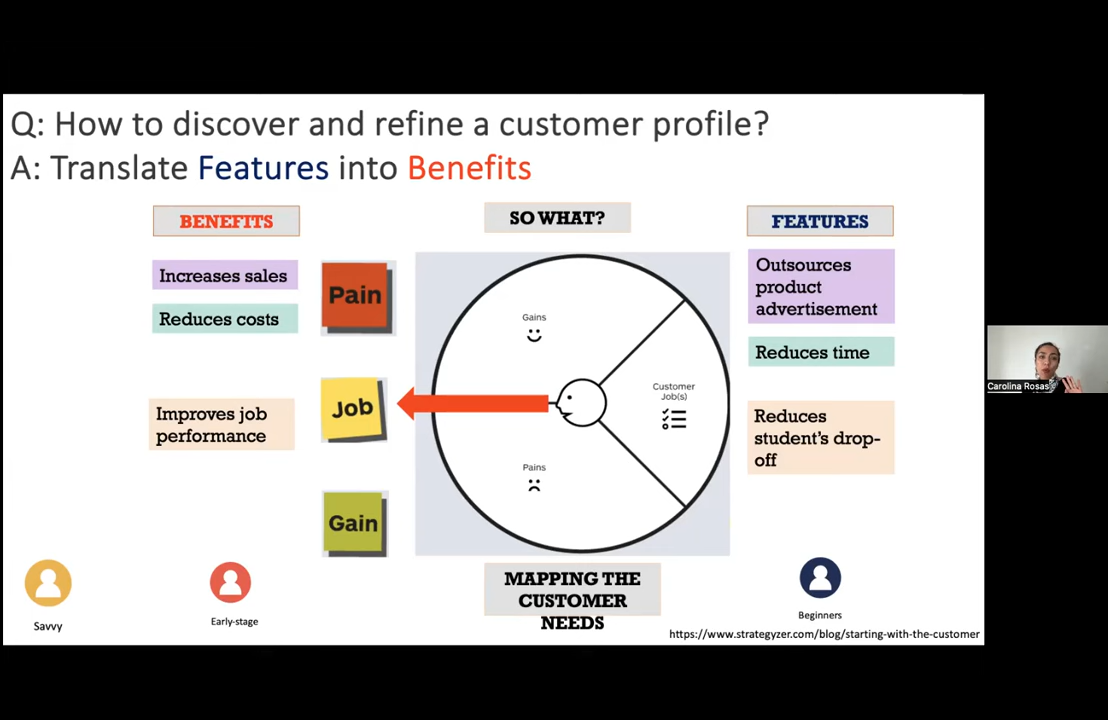 Q: How to discover and refine a customer profile?
A: Translate Features into Benefits
BENEFITS
SO WHAT?
FEATURES
Increases sales
Reduces costs
Improves job
performance
Pain
Job
Gain
Gains
Customer
Job(s)
Pains
Outsources
product
advertisement
Reduces time
Reduces
student's drop-
off
Savvy
Early-stage
MAPPING THE
CUSTOMER
NEEDS
Beginners
https://www.strategyzer.com/blog/starting-with-the-customer
Carolina Rosas